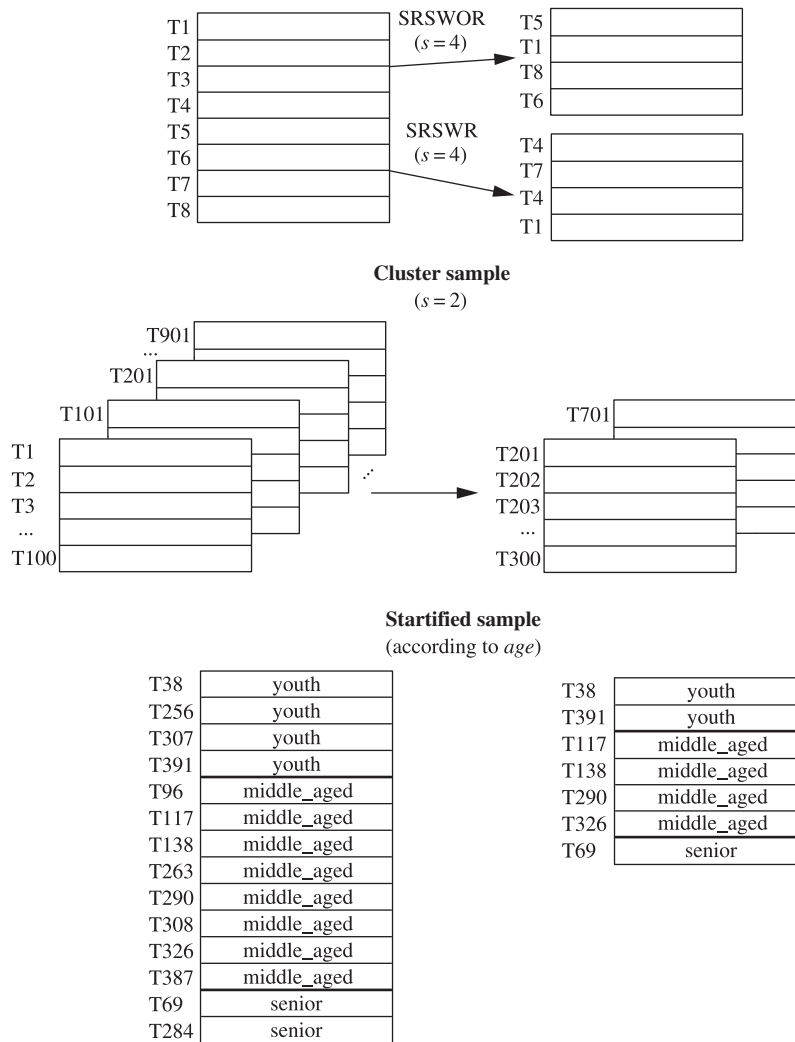 T1
T2
T3
T4
T5
T6
T7
T8
SRSWOR
(s = 4)
SRSWR
(s = 4)
T5
T1
T8
T6
T4
T7
T4
T1
Cluster sample
(s = 2)
T901
...
T201
T101
T1
T2
T3
...
T100
...
T701
T201
T202
T203
...
T300
Startified sample
(according to age)
T38 youth
T256 youth
T307 youth
T391 youth
T96 middle_aged
T117 middle_aged
T138 middle_aged
T263 middle_aged
T290 middle_aged
T308 middle_aged
T326 middle_aged
T387 middle_aged
T69 senior
T284 senior
T38 youth
T391 youth
T117 middle_aged
T138 middle_aged
T290 middle_aged
T326 middle_aged
T69 senior